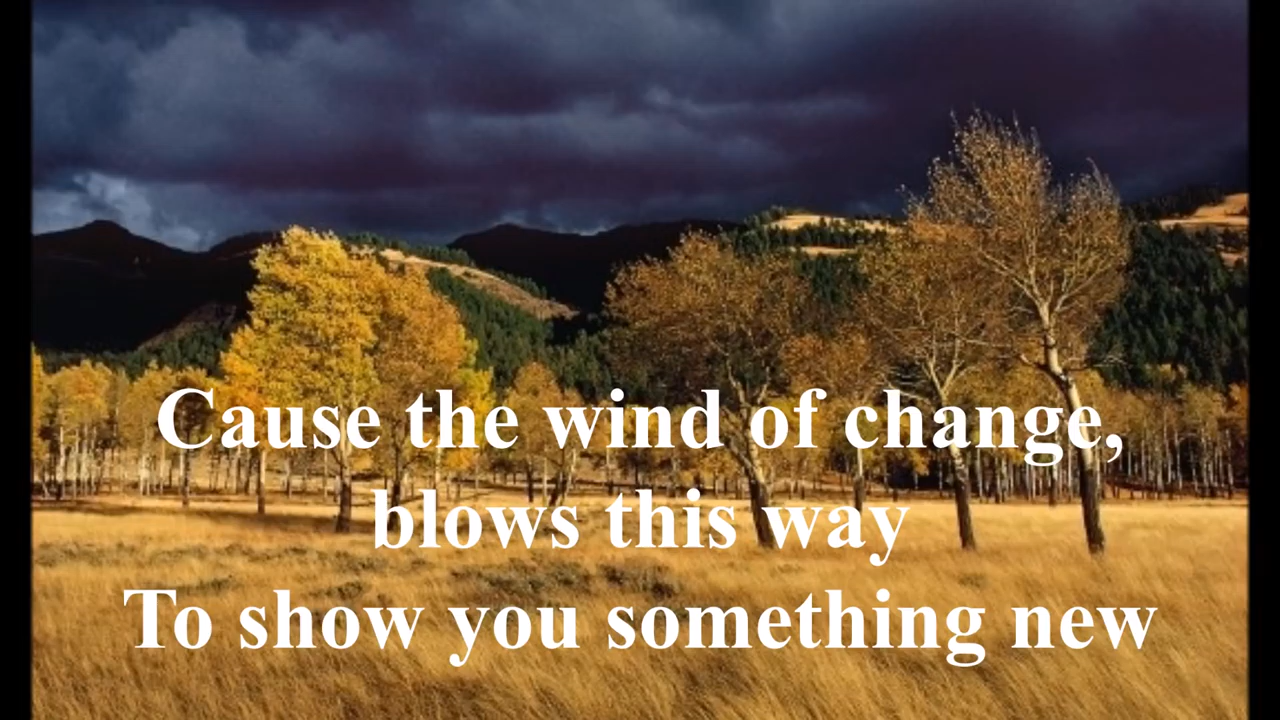 Cause the wind of change,
blows this way
To show you something new